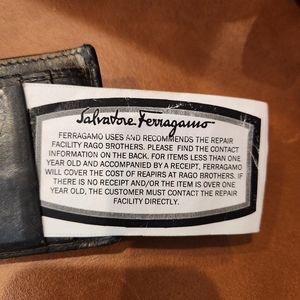 Salvatore Ferragamo
FERRAGAMO USES AND RECOMMENDS THE REPAIR
FACILITY RAGO BROTHERS. PLEASE FIND THE CONTACT
INFORMATION ON THE BACK. FOR ITEMS LESS THAN ONE
YEAR OLD AND ACCOMPANIED BY A RECEIPT, FERRAGAMO
WILL COVER THE COST OF REAPIRS AT RAGO BROTHERS. IF
THERE IS NO RECEIPT AND/OR THE ITEM IS OVER ONE
YEAR OLD, THE CUSTOMER MUST CONTACT THE REPAIR
FACILITY DIRECTLY.